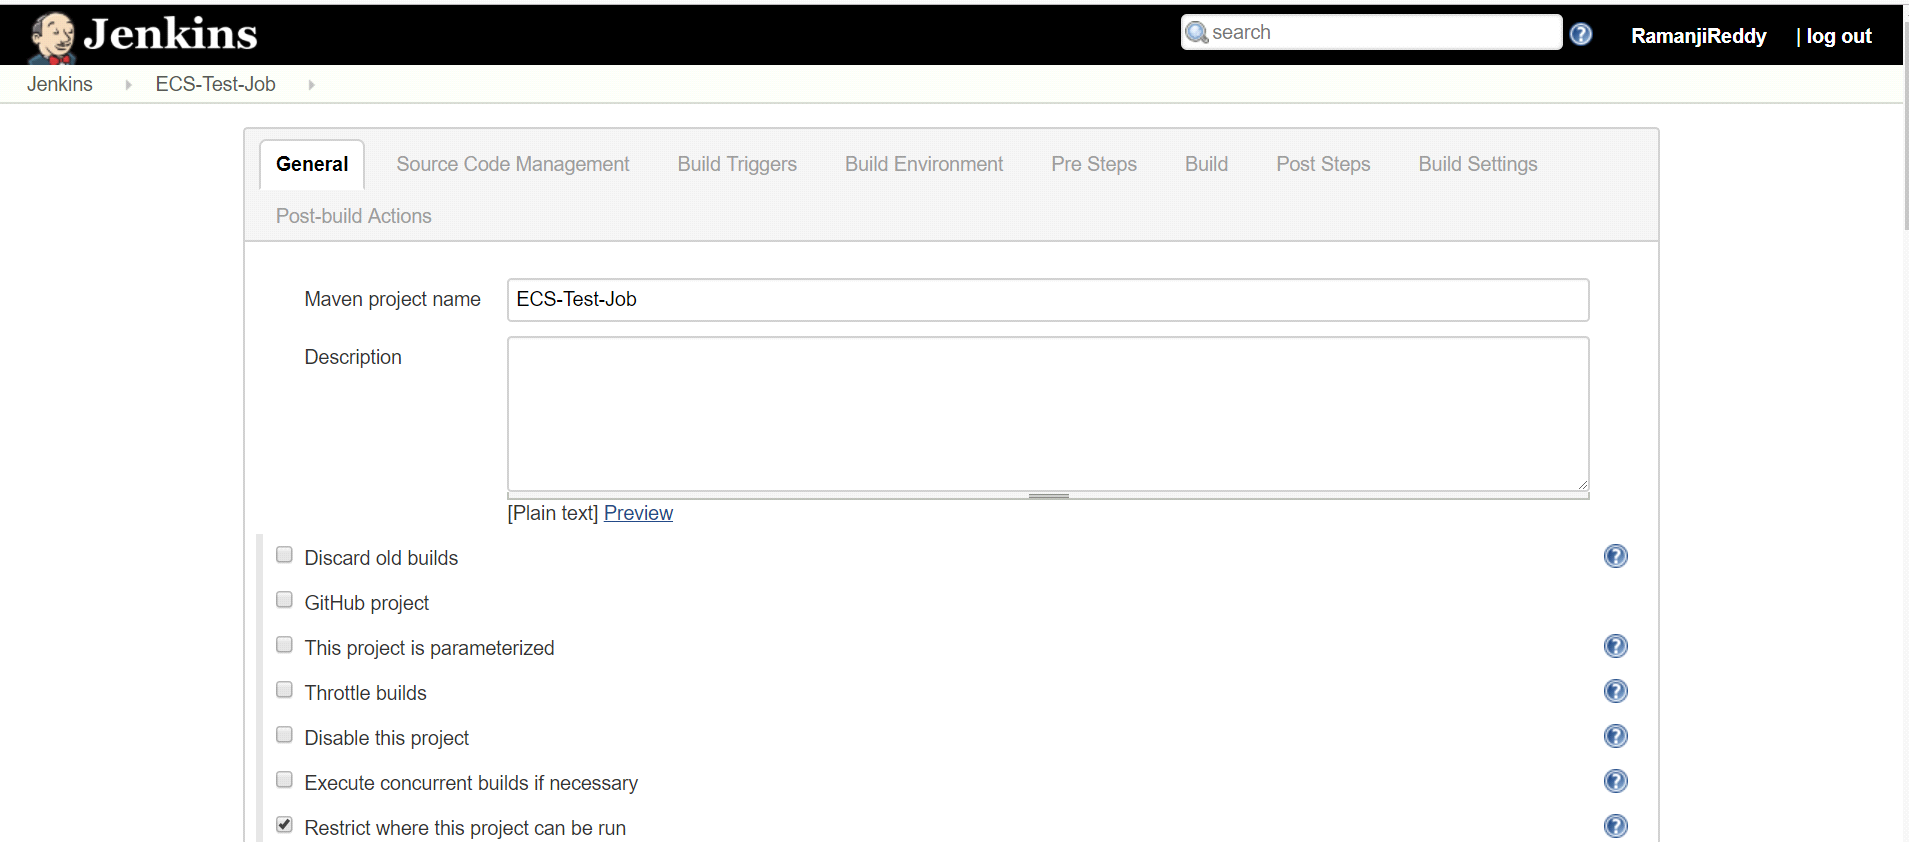 Jenkins
search
RamanjiReddy | log out
Jenkins ECS-Test-Job
General Source Code Management Build Triggers Build Environment Pre Steps Build Post Steps Build Settings
Post-build Actions
Maven project name ECS-Test-Job
Description
[Plain text] Preview
Discard old builds
GitHub project
This project is parameterized
Throttle builds
Disable this project
Execute concurrent builds if necessary
Restrict where this project can be run